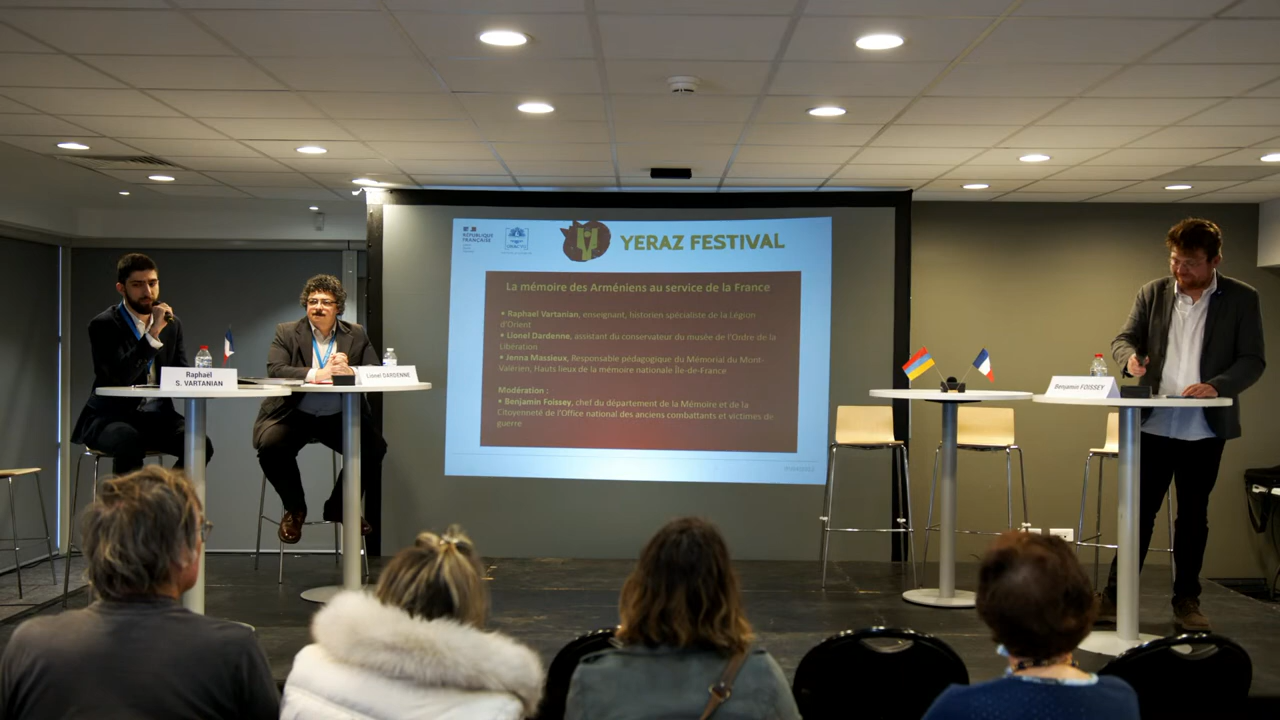 RÉPUBLIQUE
FRANÇAISE
YERAZ FESTIVAL
La mémoire des Arméniens au service de la France
• Raphael Vartanian, enseignant, historien spécialiste de la Légion
d'Orient
• Lionel Dardenne, assistant du conservateur du musée de l'Ordre de la
Libération
• Jenna Massieux, Responsable pédagogique du Mémorial du Mont-
Valérien, Hauts lieux de la mémoire nationale Île-de-France
Modération :
• Benjamin Foissey, chef du département de la Mémoire et de la
Citoyenneté de l'Office national des anciens combattants et victimes de
guerre
Raphaël
S. VARTANIAN
Lionel DARDENNE
Benjamin FOISSEY